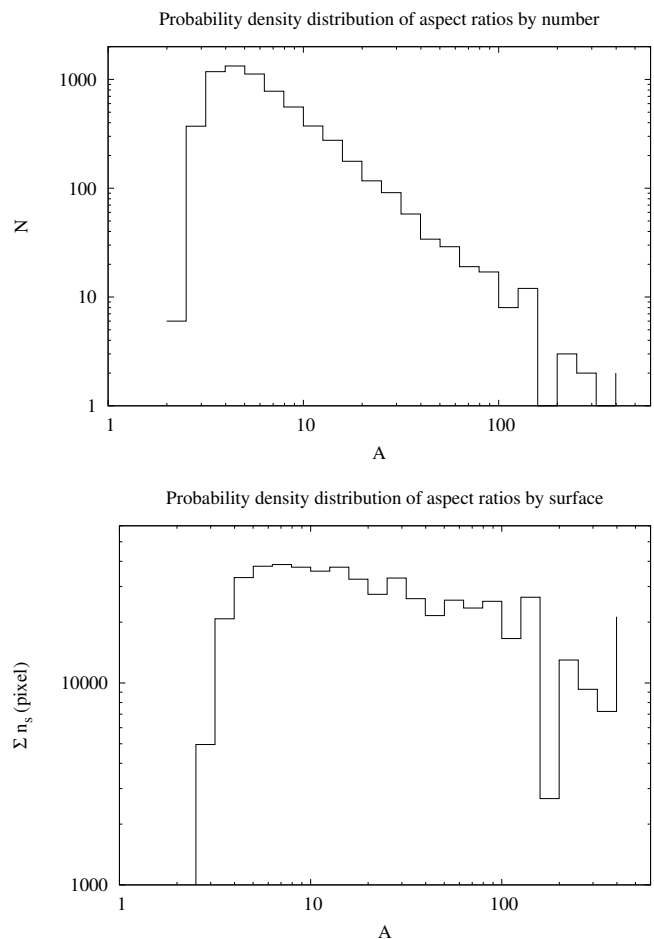 Probability density distribution of aspect ratios by number
1000
100
10
1
N
1 10 100
A
Probability density distribution of aspect ratios by surface
10000
1000
Σ n_s (pixel)
1 10 100
A